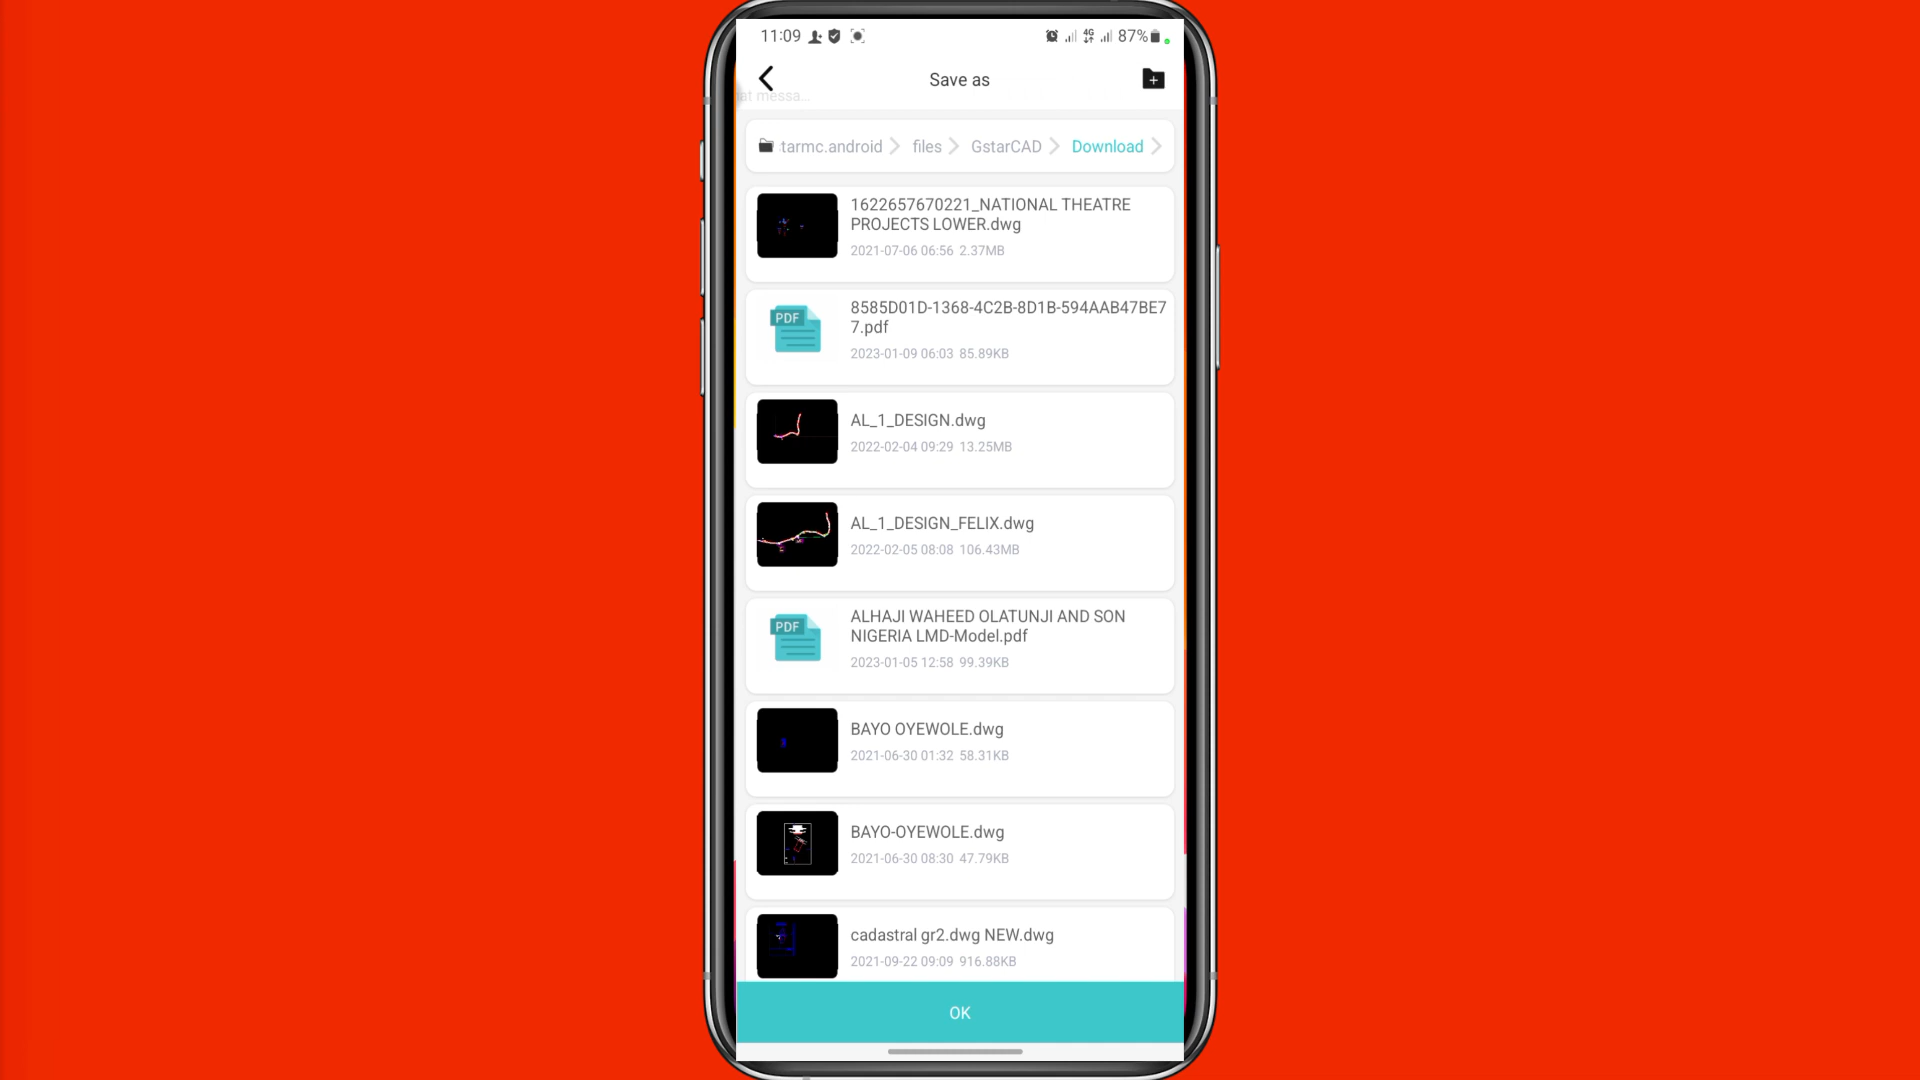 11:09
4G
87%
Save as
at messa...
tarmc.android
files
GstarCAD
Download
1622657670221_NATIONAL THEATRE
PROJECTS LOWER.dwg
2021-07-06 06:56 2.37MB
PDF
8585D01D-1368-4C2B-8D1B-594AAB47BE7
7.pdf
2023-01-09 06:03 85.89KB
AL_1_DESIGN.dwg
2022-02-04 09:29 13.25MB
AL_1_DESIGN_FELIX.dwg
2022-02-05 08:08 106.43MB
PDF
ALHAJI WAHEED OLATUNJI AND SON
NIGERIA LMD-Model.pdf
2023-01-05 12:58 99.39KB
BAYO OYEWOLE.dwg
2021-06-30 01:32 58.31KB
BAYO-OYEWOLE.dwg
2021-06-30 08:30 47.79KB
cadastral gr2.dwg NEW.dwg
2021-09-22 09:09 916.88KB
OK